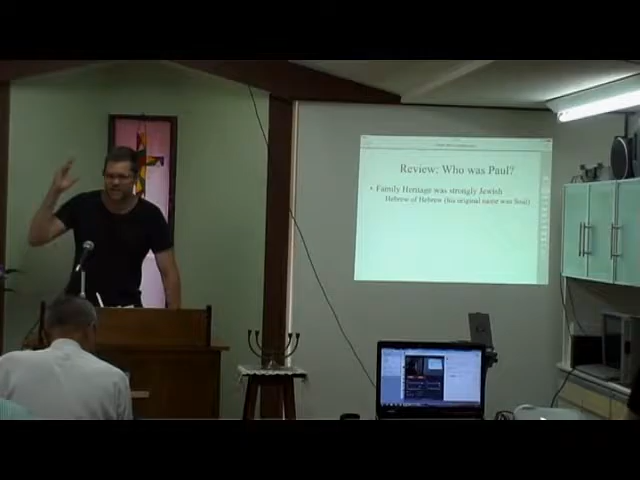 Review: Who was Paul?
• Family Heritage was strongly Jewish
Hebrew of Hebrew (his original name was Saul)